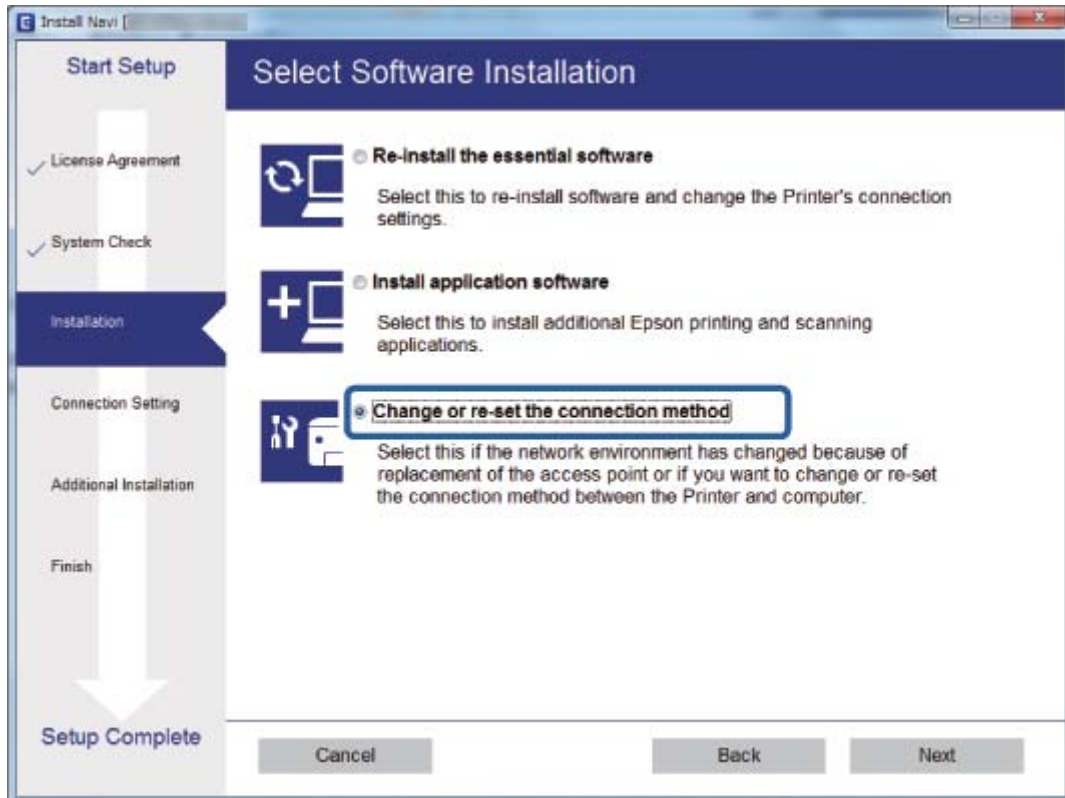 Install Navi [
Start Setup
Select Software Installation
License Agreement
Re-install the essential software
Select this to re-install software and change the Printer's connection
settings.
System Check
Install application software
Installation
Select this to install additional Epson printing and scanning
applications.
Connection Setting
Change or re-set the connection method
Select this if the network environment has changed because of
replacement of the access point or if you want to change or re-set
the connection method between the Printer and computer.
Additional Installation
Finish
Setup Complete
Cancel
Back
Next